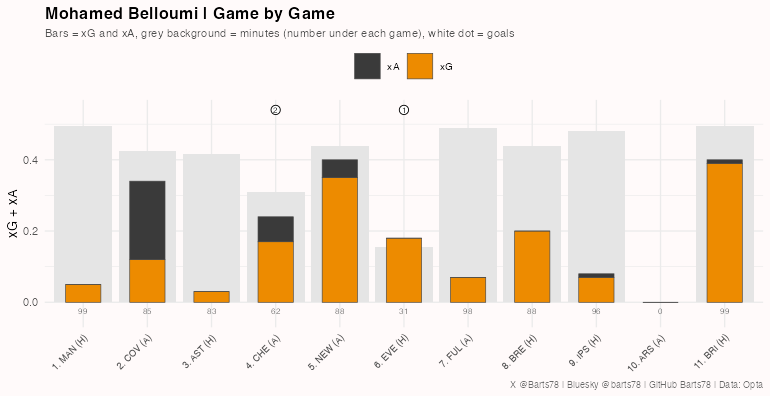 Mohamed Belloumi | Game by Game
Bars = xG and xA, grey background = minutes (number under each game), white dot = goals
xA xG
2 1
xG + xA
0.4
0.2
0.0
99 85 83 62 88 31 98 88 96 0 99
1. MAN (H) 2. COV (A) 3. AST (H) 4. CHE (A) 5. NEW (A) 6. EVE (H) 7. FUL (A) 8. BRE (H) 9. IPS (H) 10. ARS (A) 11. BRI (H)
X @Barts78 | Bluesky @barts78 | GitHub Barts78 | Data: Opta